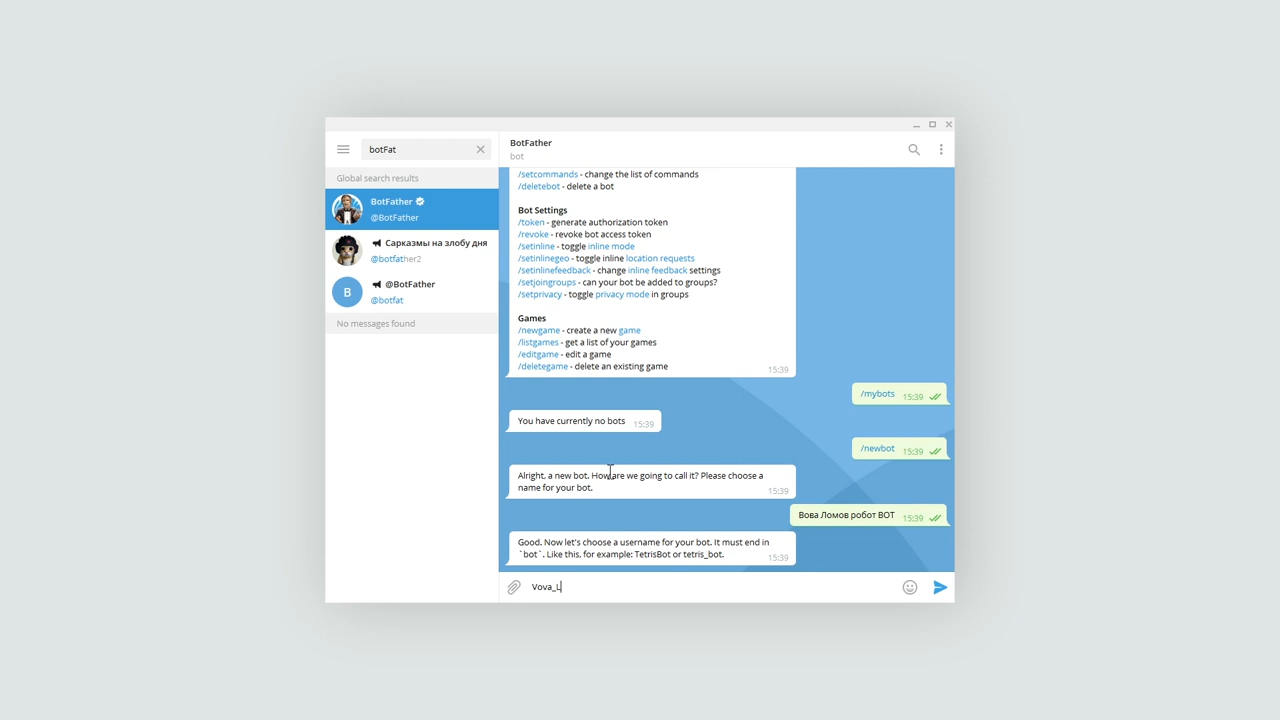 botFat
Global search results
BotFather
@BotFather
Сарказмы на злобу дня
@botfather2
B
@BotFather
@botfat
No messages found
BotFather
bot
/setcommands - change the list of commands
/deletebot - delete a bot
Bot Settings
/token - generate authorization token
/revoke - revoke bot access token
/setinline - toggle inline mode
/setinlinegeo - toggle inline location requests
/setinlinefeedback - change inline feedback settings
/setjoingroups - can your bot be added to groups?
/setprivacy - toggle privacy mode in groups
Games
/newgame - create a new game
/listgames - get a list of your games
/editgame - edit a game
/deletegame - delete an existing game
15:39
/mybots 15:39
You have currently no bots 15:39
/newbot 15:39
Alright, a new bot. How are we going to call it? Please choose a
name for your bot. 15:39
Вова Ломов робот ВОТ 15:39
Good. Now let's choose a username for your bot. It must end in
`bot`. Like this, for example: TetrisBot or tetris_bot. 15:39
Vova_L